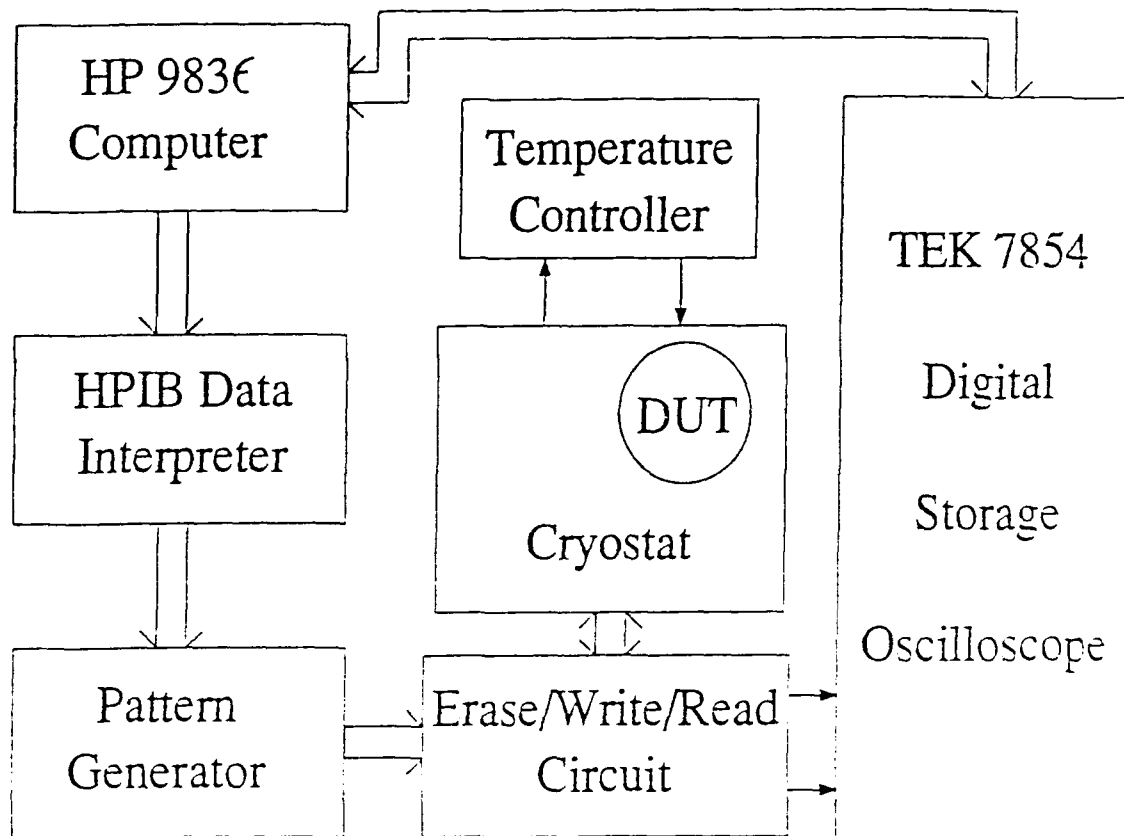 HP 9836
Computer
Temperature
Controller
TEK 7854
Digital
Storage
Oscilloscope
HPIB Data
Interpreter
DUT
Cryostat
Pattern
Generator
Erase/Write/Read
Circuit